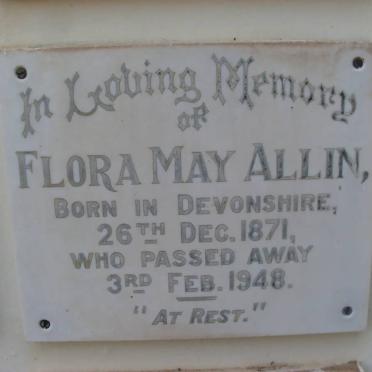 In Loving Memory
of
FLORA MAY ALLIN,
BORN IN DEVONSHIRE,
26TH DEC. 1871,
WHO PASSED AWAY
3RD FEB. 1948.
"AT REST."